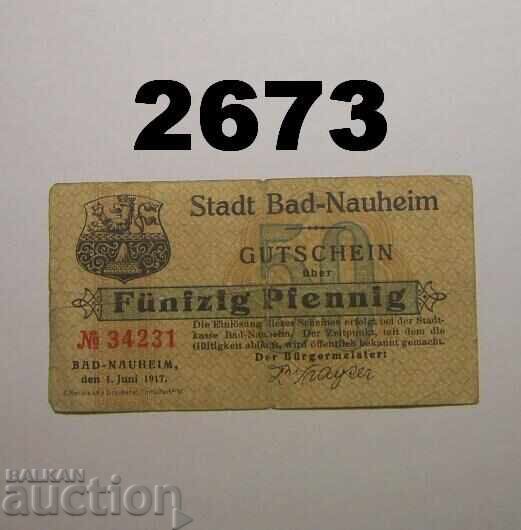 2673
Stadt Bad-Nauheim
GUTSCHEIN
über
50
Fünfzig Pfennig
№ 34231
Die Einlösung dieses Scheines erfolgt bei der Stadt-
kasse Bad-Nauheim. Der Zeitpunkt, mit dem die
Gültigkeit abläuft, wird öffentlich bekannt gemacht.
BAD-NAUHEIM,
den 1. Juni 1917.
Der Bürgermeister:
BALKAN
auction